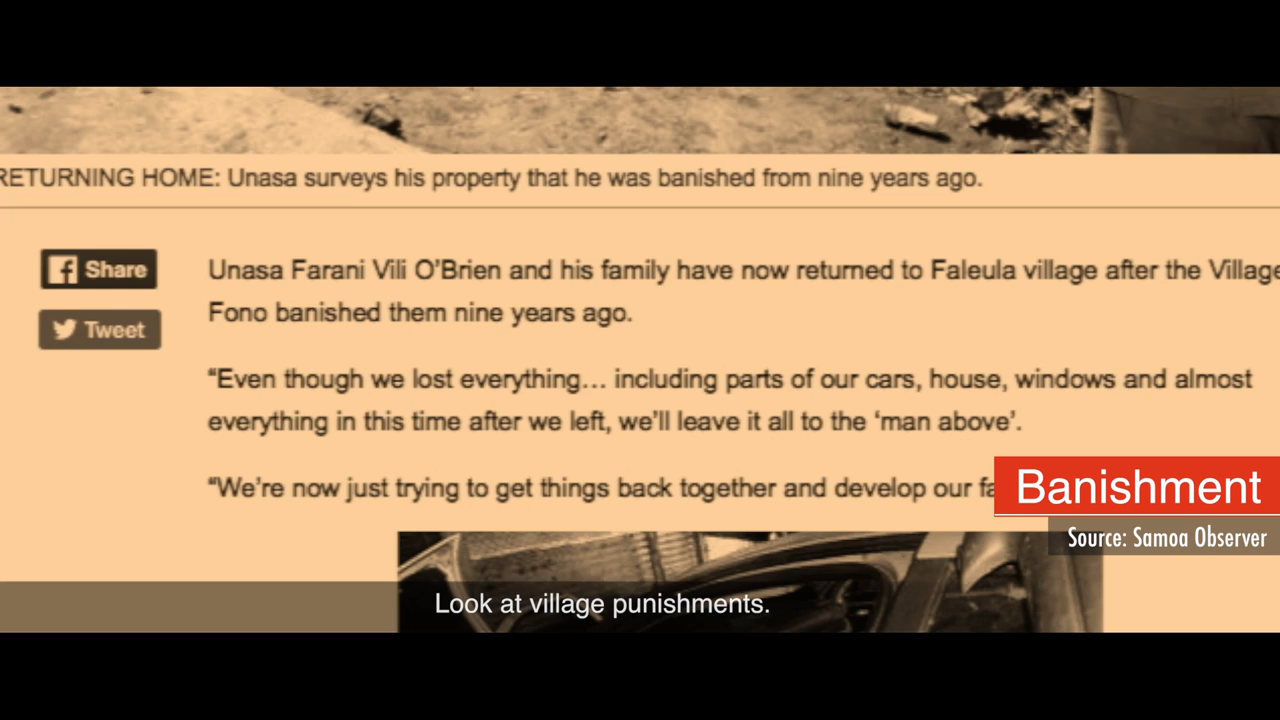 RETURNING HOME: Unasa surveys his property that he was banished from nine years ago.
Share
Tweet
Unasa Farani Vili O'Brien and his family have now returned to Faleula village after the Village
Fono banished them nine years ago.
“Even though we lost everything… including parts of our cars, house, windows and almost
everything in this time after we left, we'll leave it all to the ‘man above’.
“We're now just trying to get things back together and develop our fa
Banishment
Source: Samoa Observer
Look at village punishments.